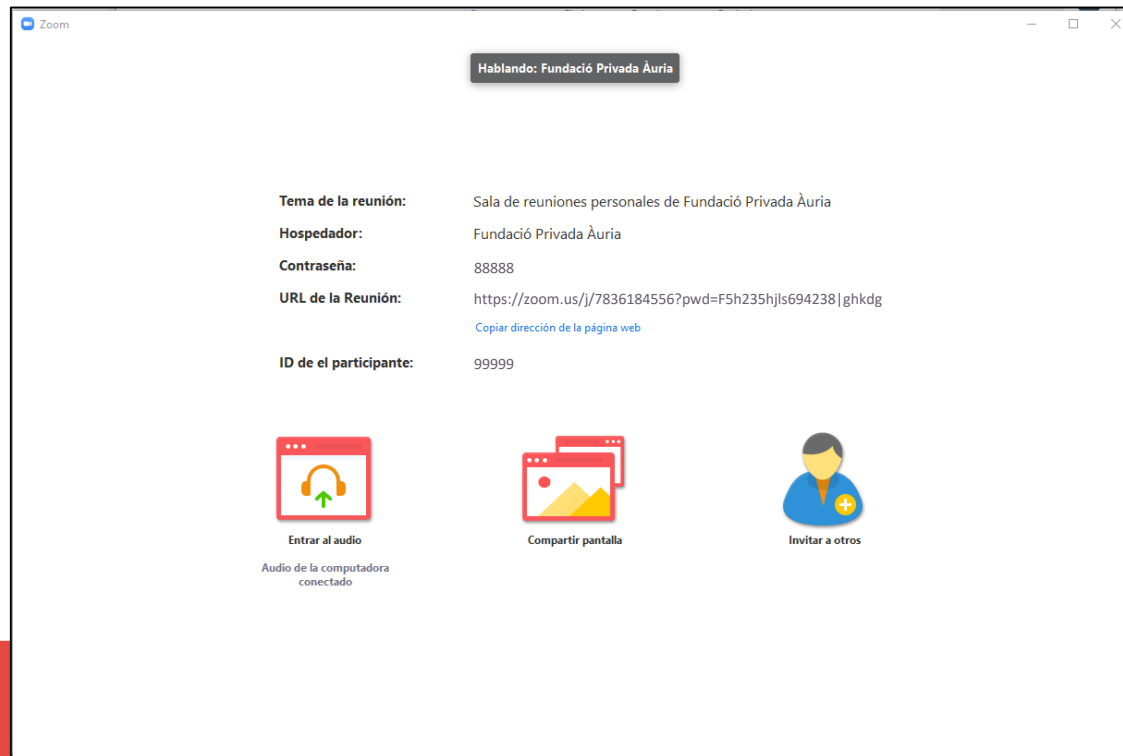 Zoom
Hablando: Fundació Privada Àuria
Tema de la reunión: Sala de reuniones personales de Fundació Privada Àuria
Hospedador: Fundació Privada Àuria
Contraseña: 88888
URL de la Reunión: https://zoom.us/j/7836184556?pwd=F5h235hjls694238|ghkdg
Copiar dirección de la página web
ID de el participante: 99999
Entrar al audio
Compartir pantalla
Invitar a otros
Audio de la computadora
conectado